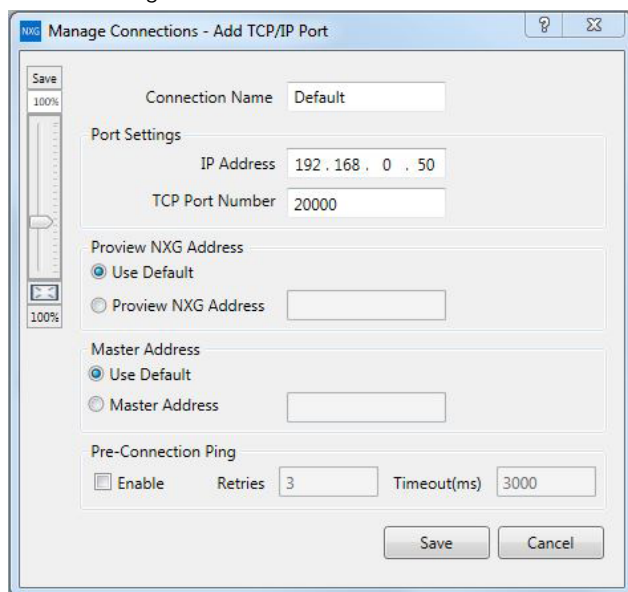 NXG Manage Connections - Add TCP/IP Port
Save
100%
Connection Name Default
Port Settings
IP Address 192 . 168 . 0 . 50
TCP Port Number 20000
Proview NXG Address
Use Default
Proview NXG Address
100%
Master Address
Use Default
Master Address
Pre-Connection Ping
Enable Retries 3 Timeout(ms) 3000
Save Cancel